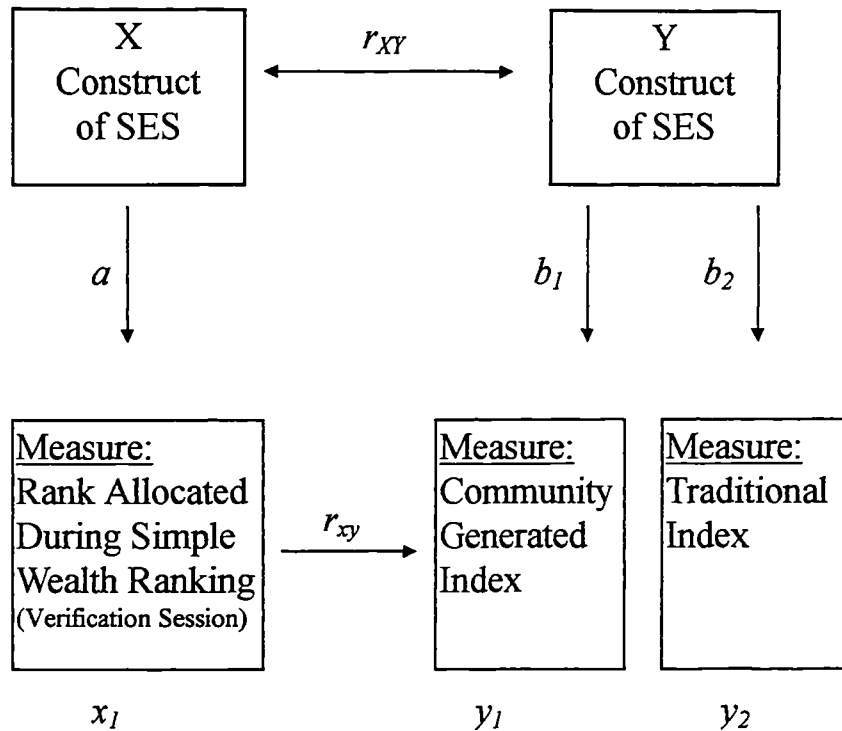 X
Construct
of SES
r_XY
Y
Construct
of SES
a
b_1
b_2
Measure:
Rank Allocated
During Simple
Wealth Ranking
(Verification Session)
r_xy
Measure:
Community
Generated
Index
Measure:
Traditional
Index
x_1
y_1
y_2